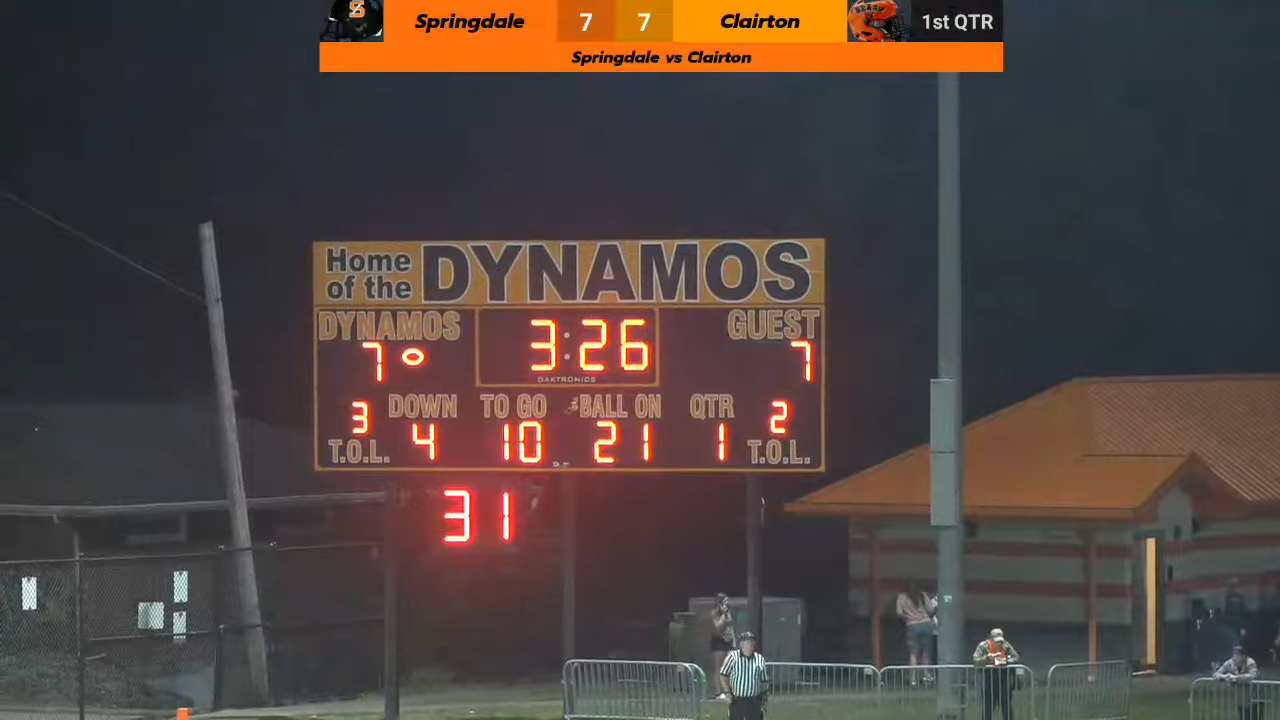 Springdale 7 7 Clairton 1st QTR
Springdale vs Clairton
Home of the DYNAMOS
DYNAMOS 3:26 GUEST
7 7
DAKTRONICS
3 DOWN TO GO BALL ON QTR 2
T.O.L. 4 10 21 1 T.O.L.
31